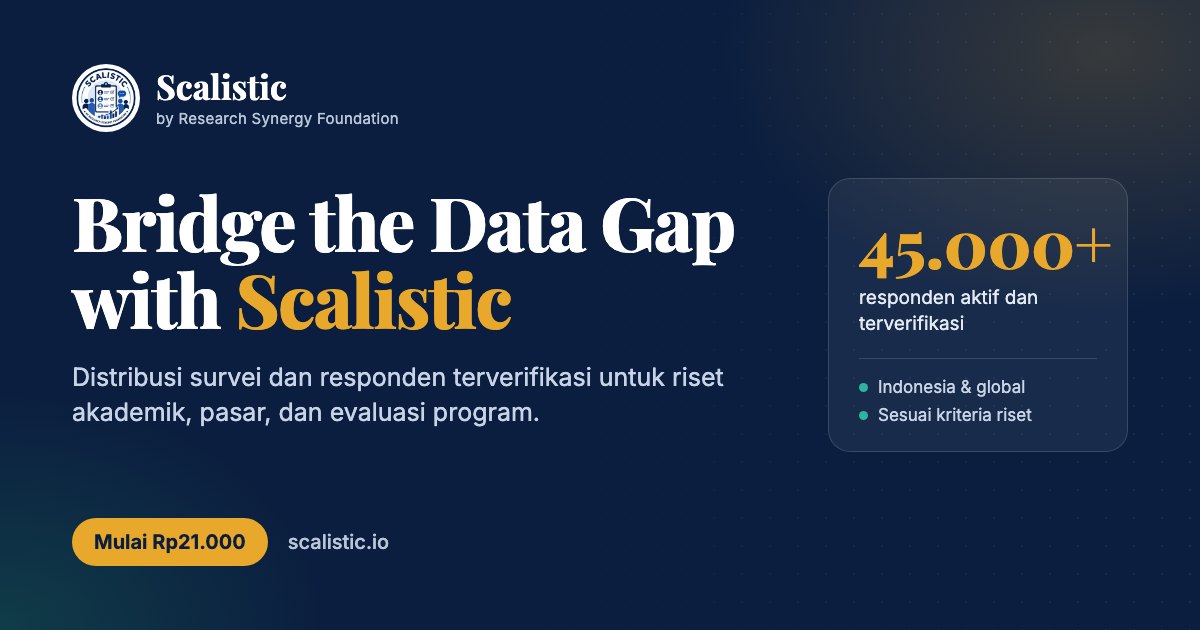 SCALISTIC
Scalistic
by Research Synergy Foundation
Bridge the Data Gap
with Scalistic
Distribusi survei dan responden terverifikasi untuk riset
akademik, pasar, dan evaluasi program.
Mulai Rp21.000
scalistic.io
45.000+
responden aktif dan
terverifikasi
Indonesia & global
Sesuai kriteria riset